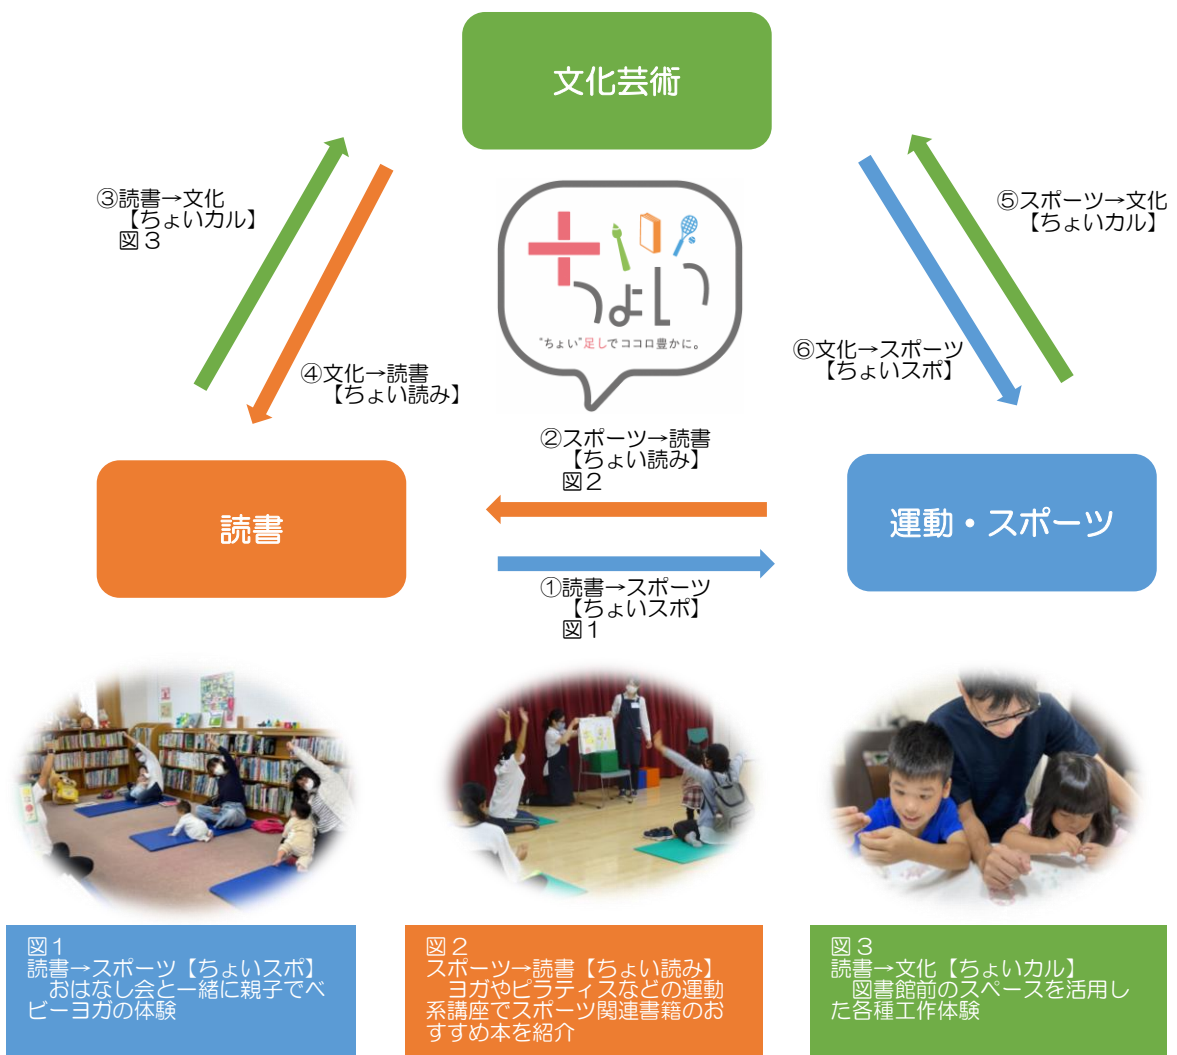 文化芸術
③読書→文化
【ちょいカル】
図３
⑤スポーツ→文化
【ちょいカル】
＋ちょい
"ちょい"足しでココロ豊かに。
④文化→読書
【ちょい読み】
⑥文化→スポーツ
【ちょいスポ】
②スポーツ→読書
【ちょい読み】
図２
読書
運動・スポーツ
①読書→スポーツ
【ちょいスポ】
図１
図１
読書→スポーツ【ちょいスポ】
　おはなし会と一緒に親子でベ
ビーヨガの体験
図２
スポーツ→読書【ちょい読み】
　ヨガやピラティスなどの運動
系講座でスポーツ関連書籍のお
すすめ本を紹介
図３
読書→文化【ちょいカル】
　図書館前のスペースを活用し
た各種工作体験